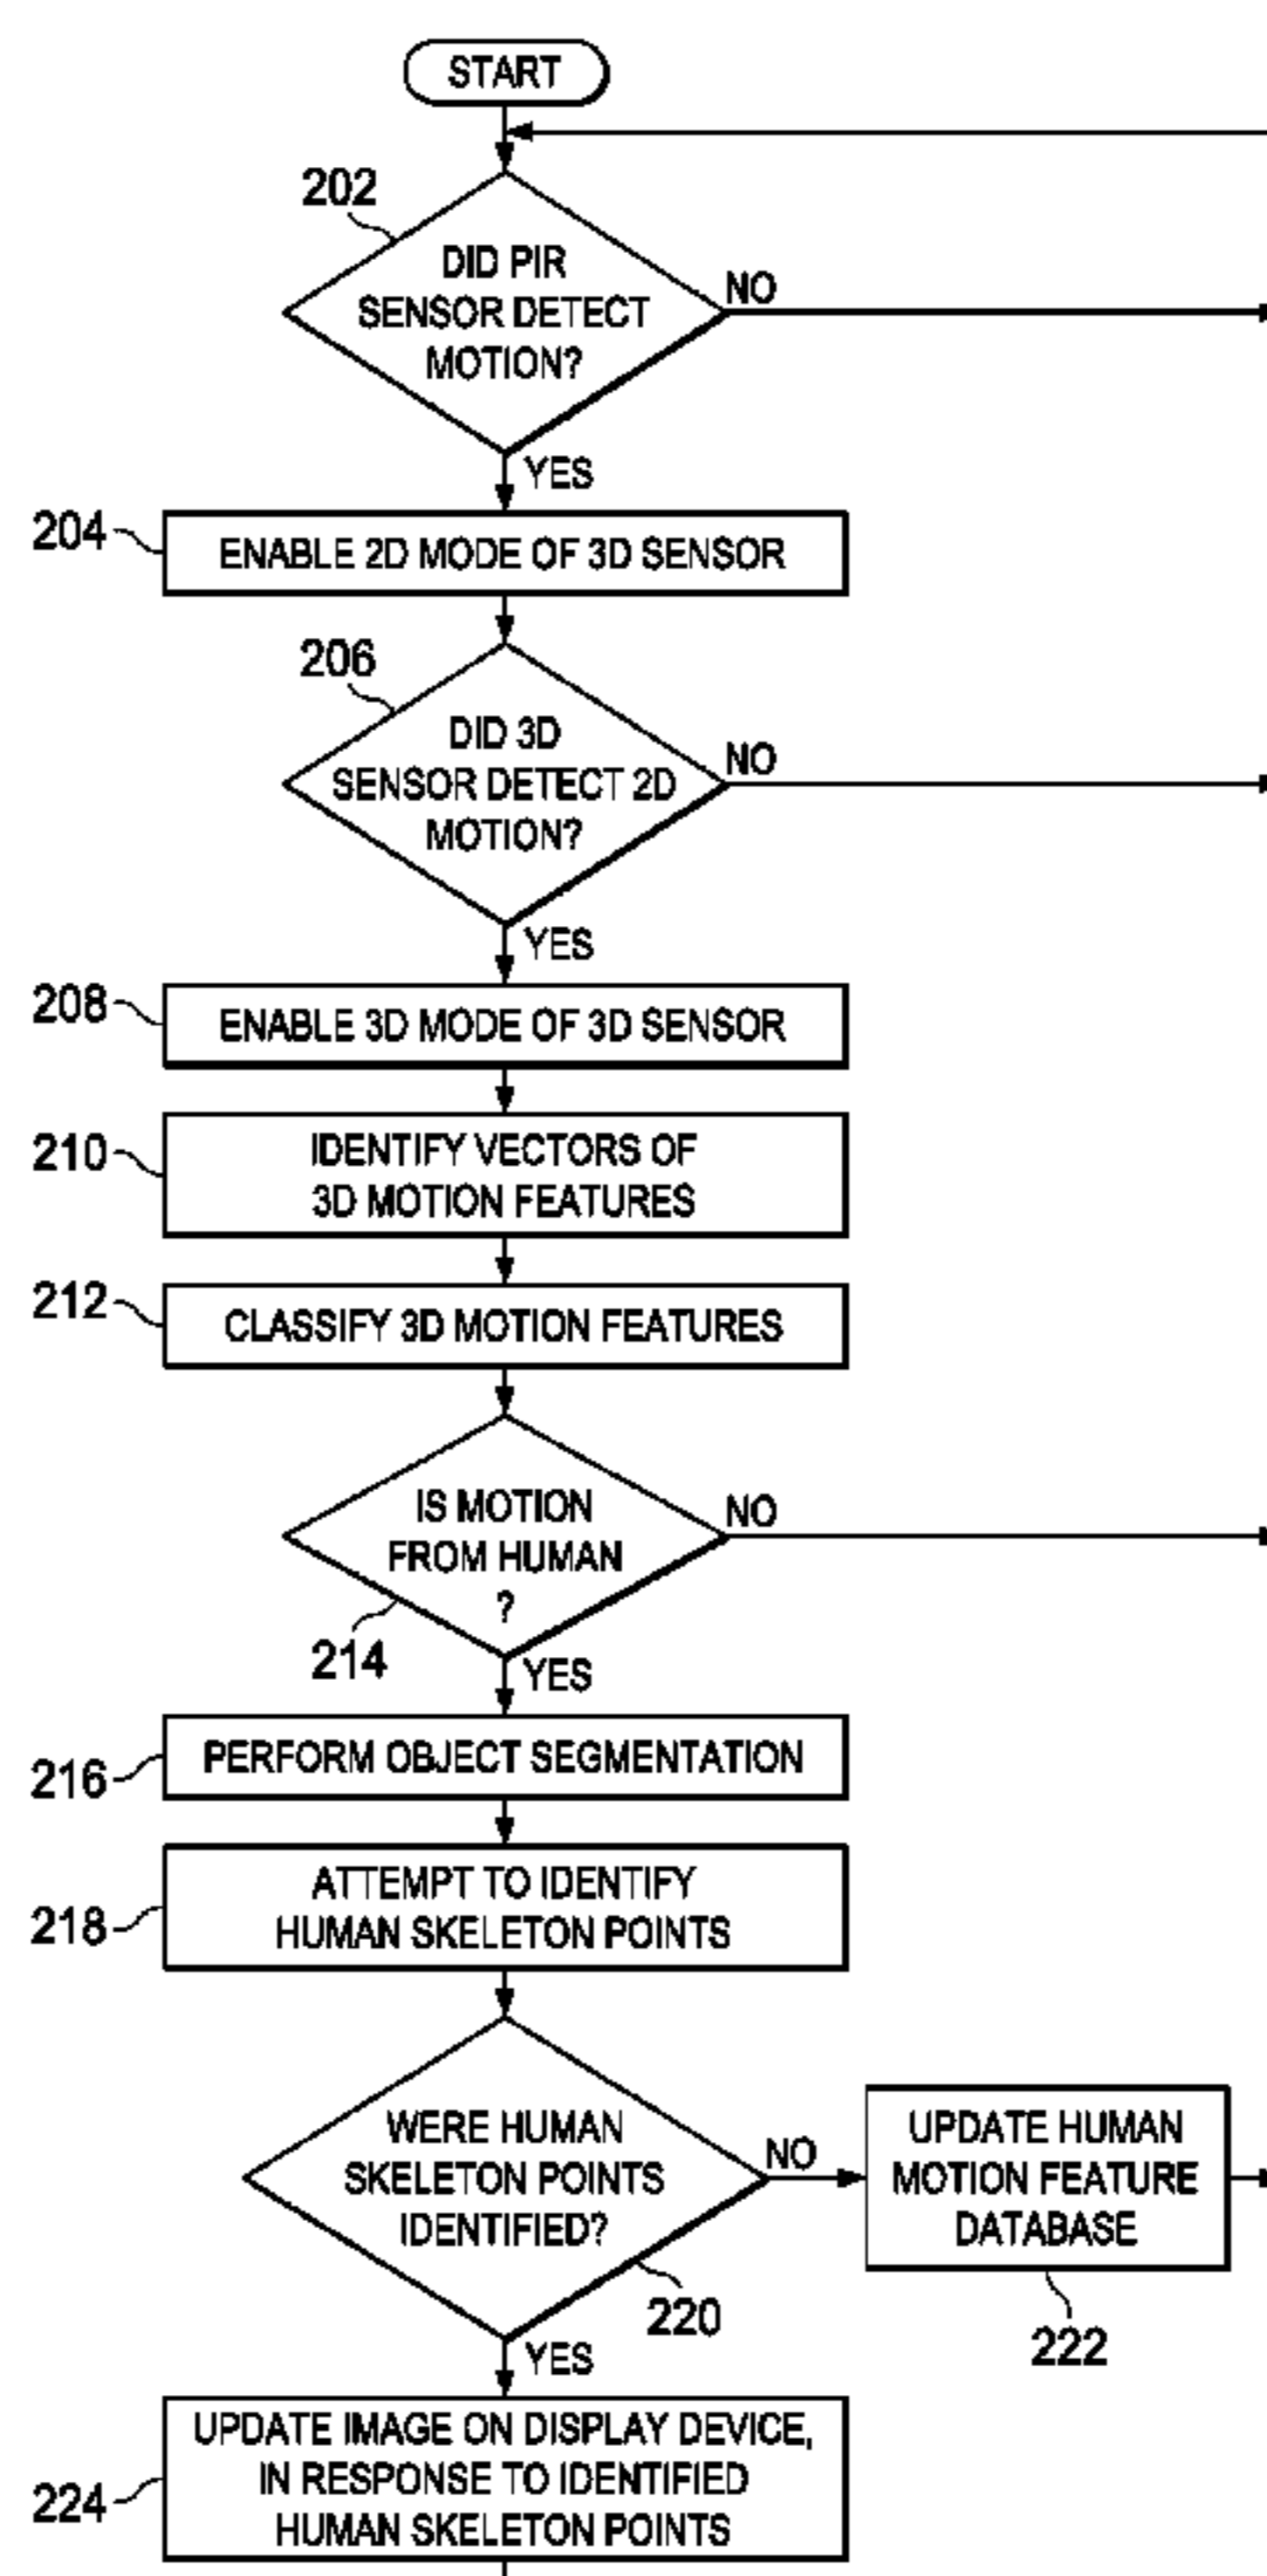 START
202
DID PIR
SENSOR DETECT
MOTION?
NO
YES
204
ENABLE 2D MODE OF 3D SENSOR
206
DID 3D
SENSOR DETECT 2D
MOTION?
NO
YES
208
ENABLE 3D MODE OF 3D SENSOR
210
IDENTIFY VECTORS OF
3D MOTION FEATURES
212
CLASSIFY 3D MOTION FEATURES
IS MOTION
FROM HUMAN
?
NO
214
YES
216
PERFORM OBJECT SEGMENTATION
218
ATTEMPT TO IDENTIFY
HUMAN SKELETON POINTS
WERE HUMAN
SKELETON POINTS
IDENTIFIED?
NO
220
UPDATE HUMAN
MOTION FEATURE
DATABASE
222
YES
224
UPDATE IMAGE ON DISPLAY DEVICE,
IN RESPONSE TO IDENTIFIED
HUMAN SKELETON POINTS